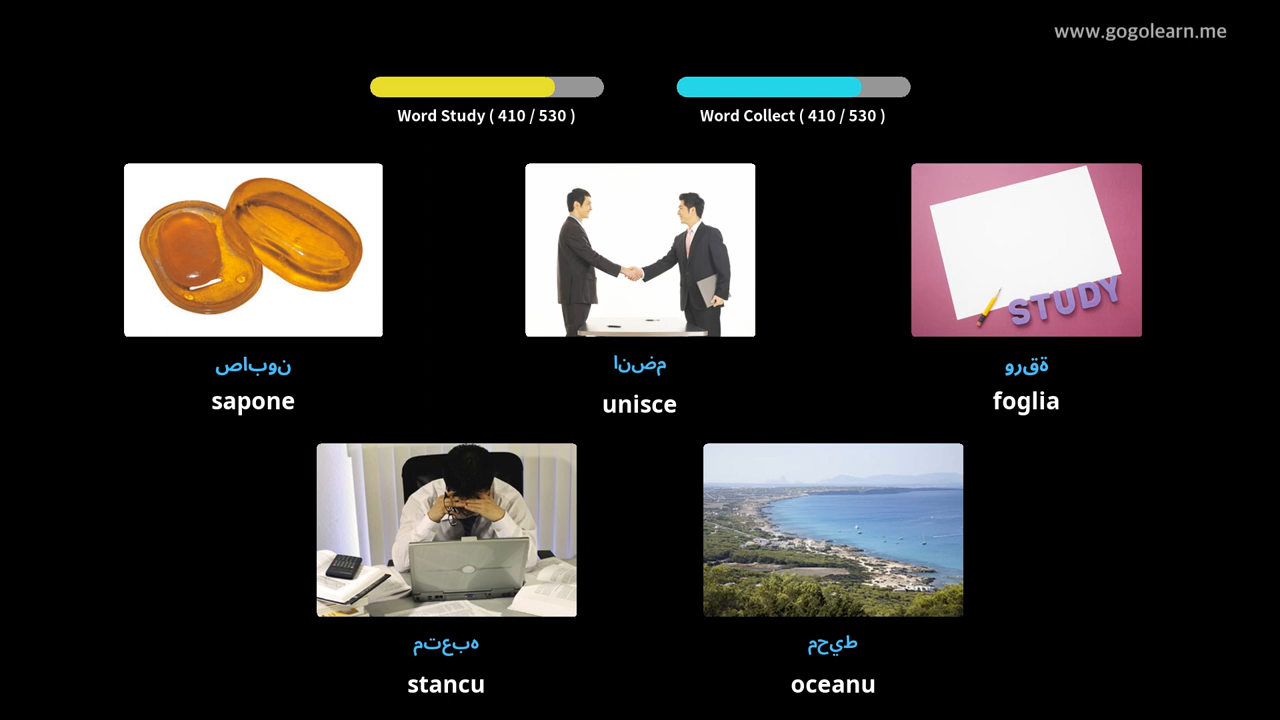 www.gogolearn.me
Word Study ( 410 / 530 )
Word Collect ( 410 / 530 )
صابون
sapone
انضم
unisce
ورقة
foglia
STUDY
متعبه
stancu
محيط
oceanu